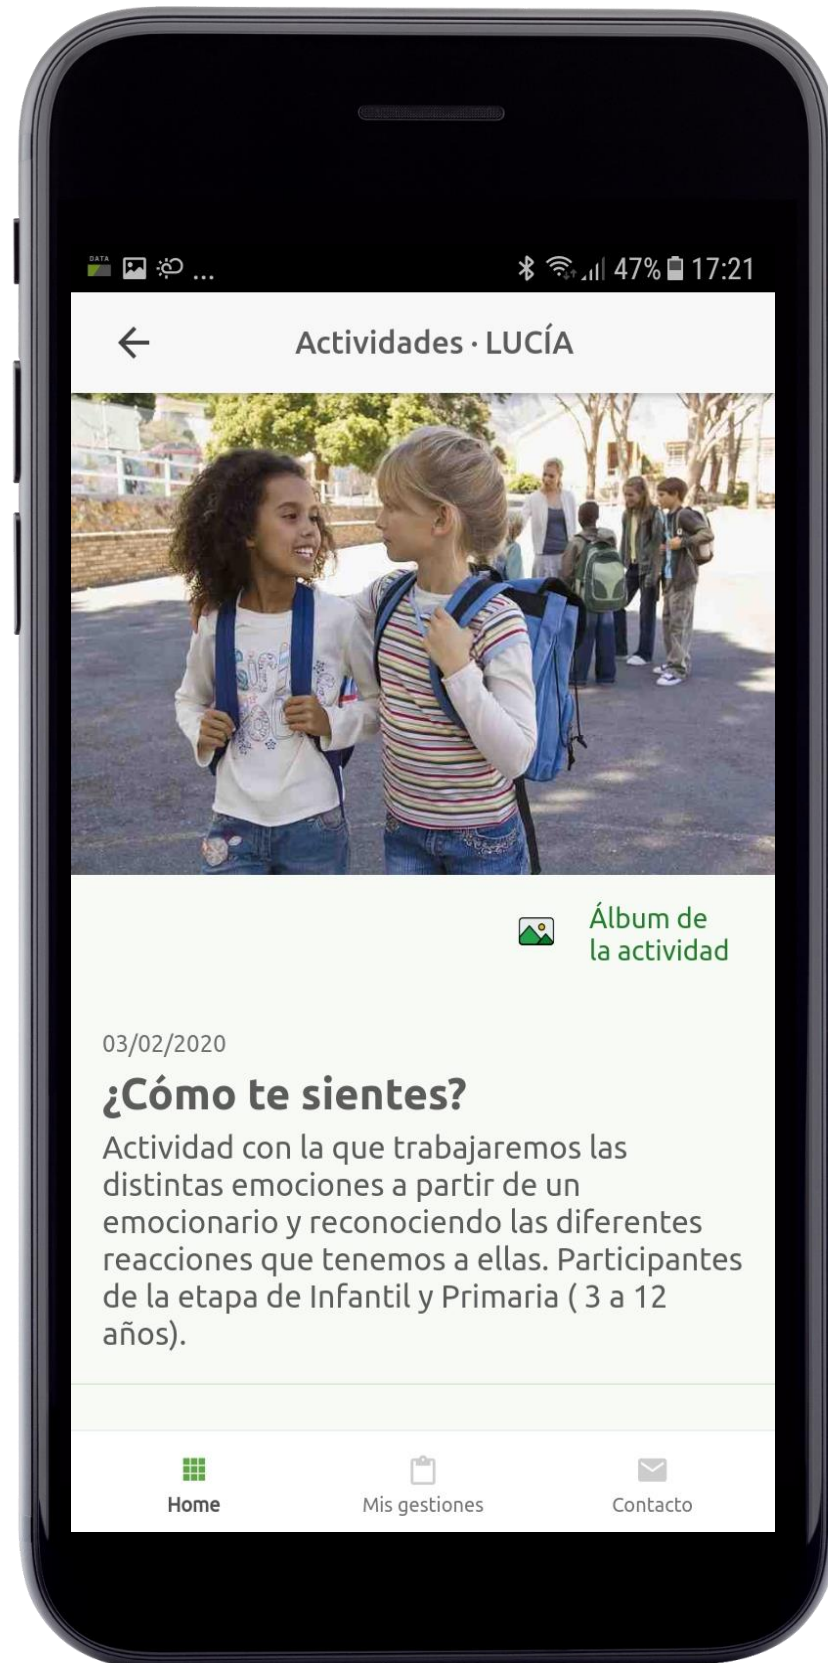 DATA
... 47% 17:21
Actividades · LUCÍA
Álbum de
la actividad
03/02/2020
¿Cómo te sientes?
Actividad con la que trabajaremos las
distintas emociones a partir de un
emocionario y reconociendo las diferentes
reacciones que tenemos a ellas. Participantes
de la etapa de Infantil y Primaria ( 3 a 12
años).
Home Mis gestiones Contacto